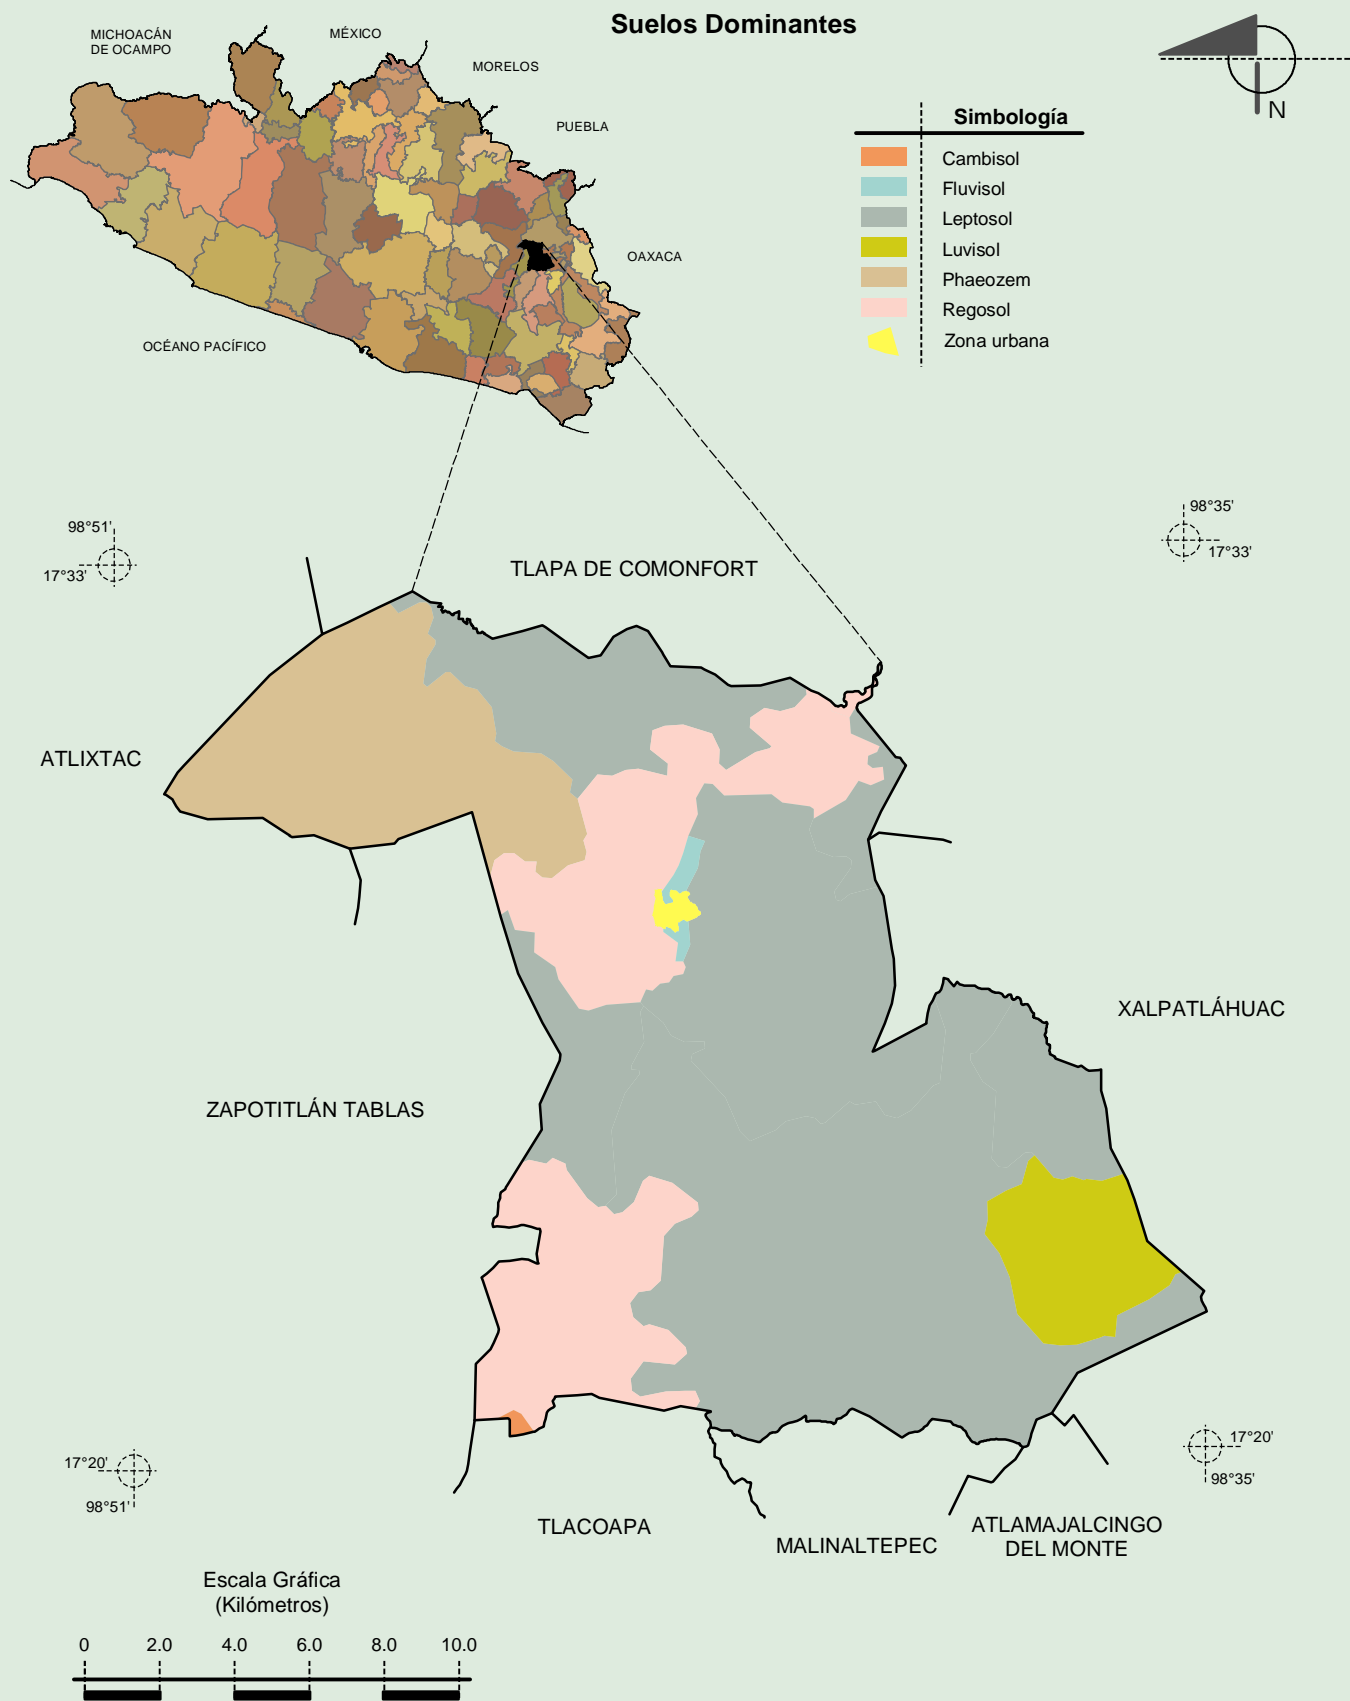 Suelos Dominantes
MICHOACÁN
DE OCAMPO
MÉXICO
MORELOS
PUEBLA
OAXACA
OCÉANO PACÍFICO
N
Simbología
Cambisol
Fluvisol
Leptosol
Luvisol
Phaeozem
Regosol
Zona urbana
98°51'
17°33'
98°35'
17°33'
TLAPA DE COMONFORT
ATLIXTAC
XALPATLÁHUAC
ZAPOTITLÁN TABLAS
17°20'
98°51'
17°20'
98°35'
TLACOAPA
MALINALTEPEC
ATLAMAJALCINGO
DEL MONTE
Escala Gráfica
(Kilómetros)
0 2.0 4.0 6.0 8.0 10.0